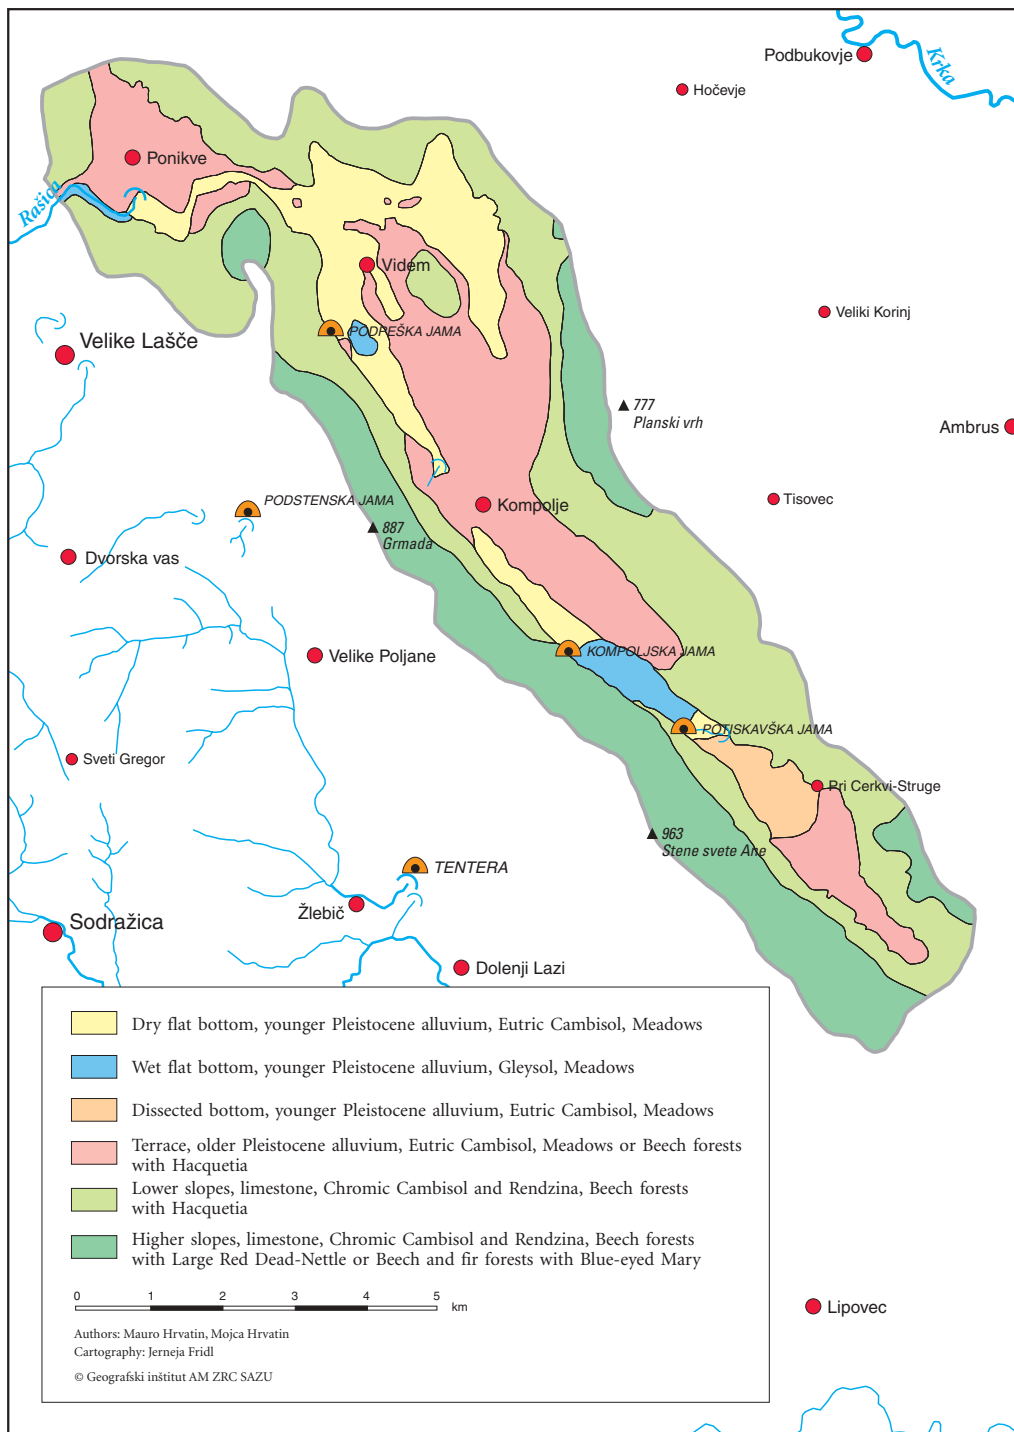 Podbukovje
Krka
Hočevje
Ponikve
Rašica
Videm
Veliki Korinj
PODPEŠKA JAMA
Velike Lašče
777
Planski vrh
Ambrus
Tisovec
PODSTENSKA JAMA
Kompolje
887
Grmada
Dvorska vas
Velike Poljane
KOMPOLJSKA JAMA
POTISKAVŠKA JAMA
Sveti Gregor
Pri Cerkvi-Struge
963
Stene svete Ane
TENTERA
Žlebič
Sodražica
Dolenji Lazi
Dry flat bottom, younger Pleistocene alluvium, Eutric Cambisol, Meadows
Wet flat bottom, younger Pleistocene alluvium, Gleysol, Meadows
Dissected bottom, younger Pleistocene alluvium, Eutric Cambisol, Meadows
Terrace, older Pleistocene alluvium, Eutric Cambisol, Meadows or Beech forests
with Hacquetia
Lower slopes, limestone, Chromic Cambisol and Rendzina, Beech forests
with Hacquetia
Higher slopes, limestone, Chromic Cambisol and Rendzina, Beech forests
with Large Red Dead-Nettle or Beech and fir forests with Blue-eyed Mary
0 1 2 3 4 5
km
Lipovec
Authors: Mauro Hrvatin, Mojca Hrvatin
Cartography: Jerneja Fridl
© Geografski inštitut AM ZRC SAZU